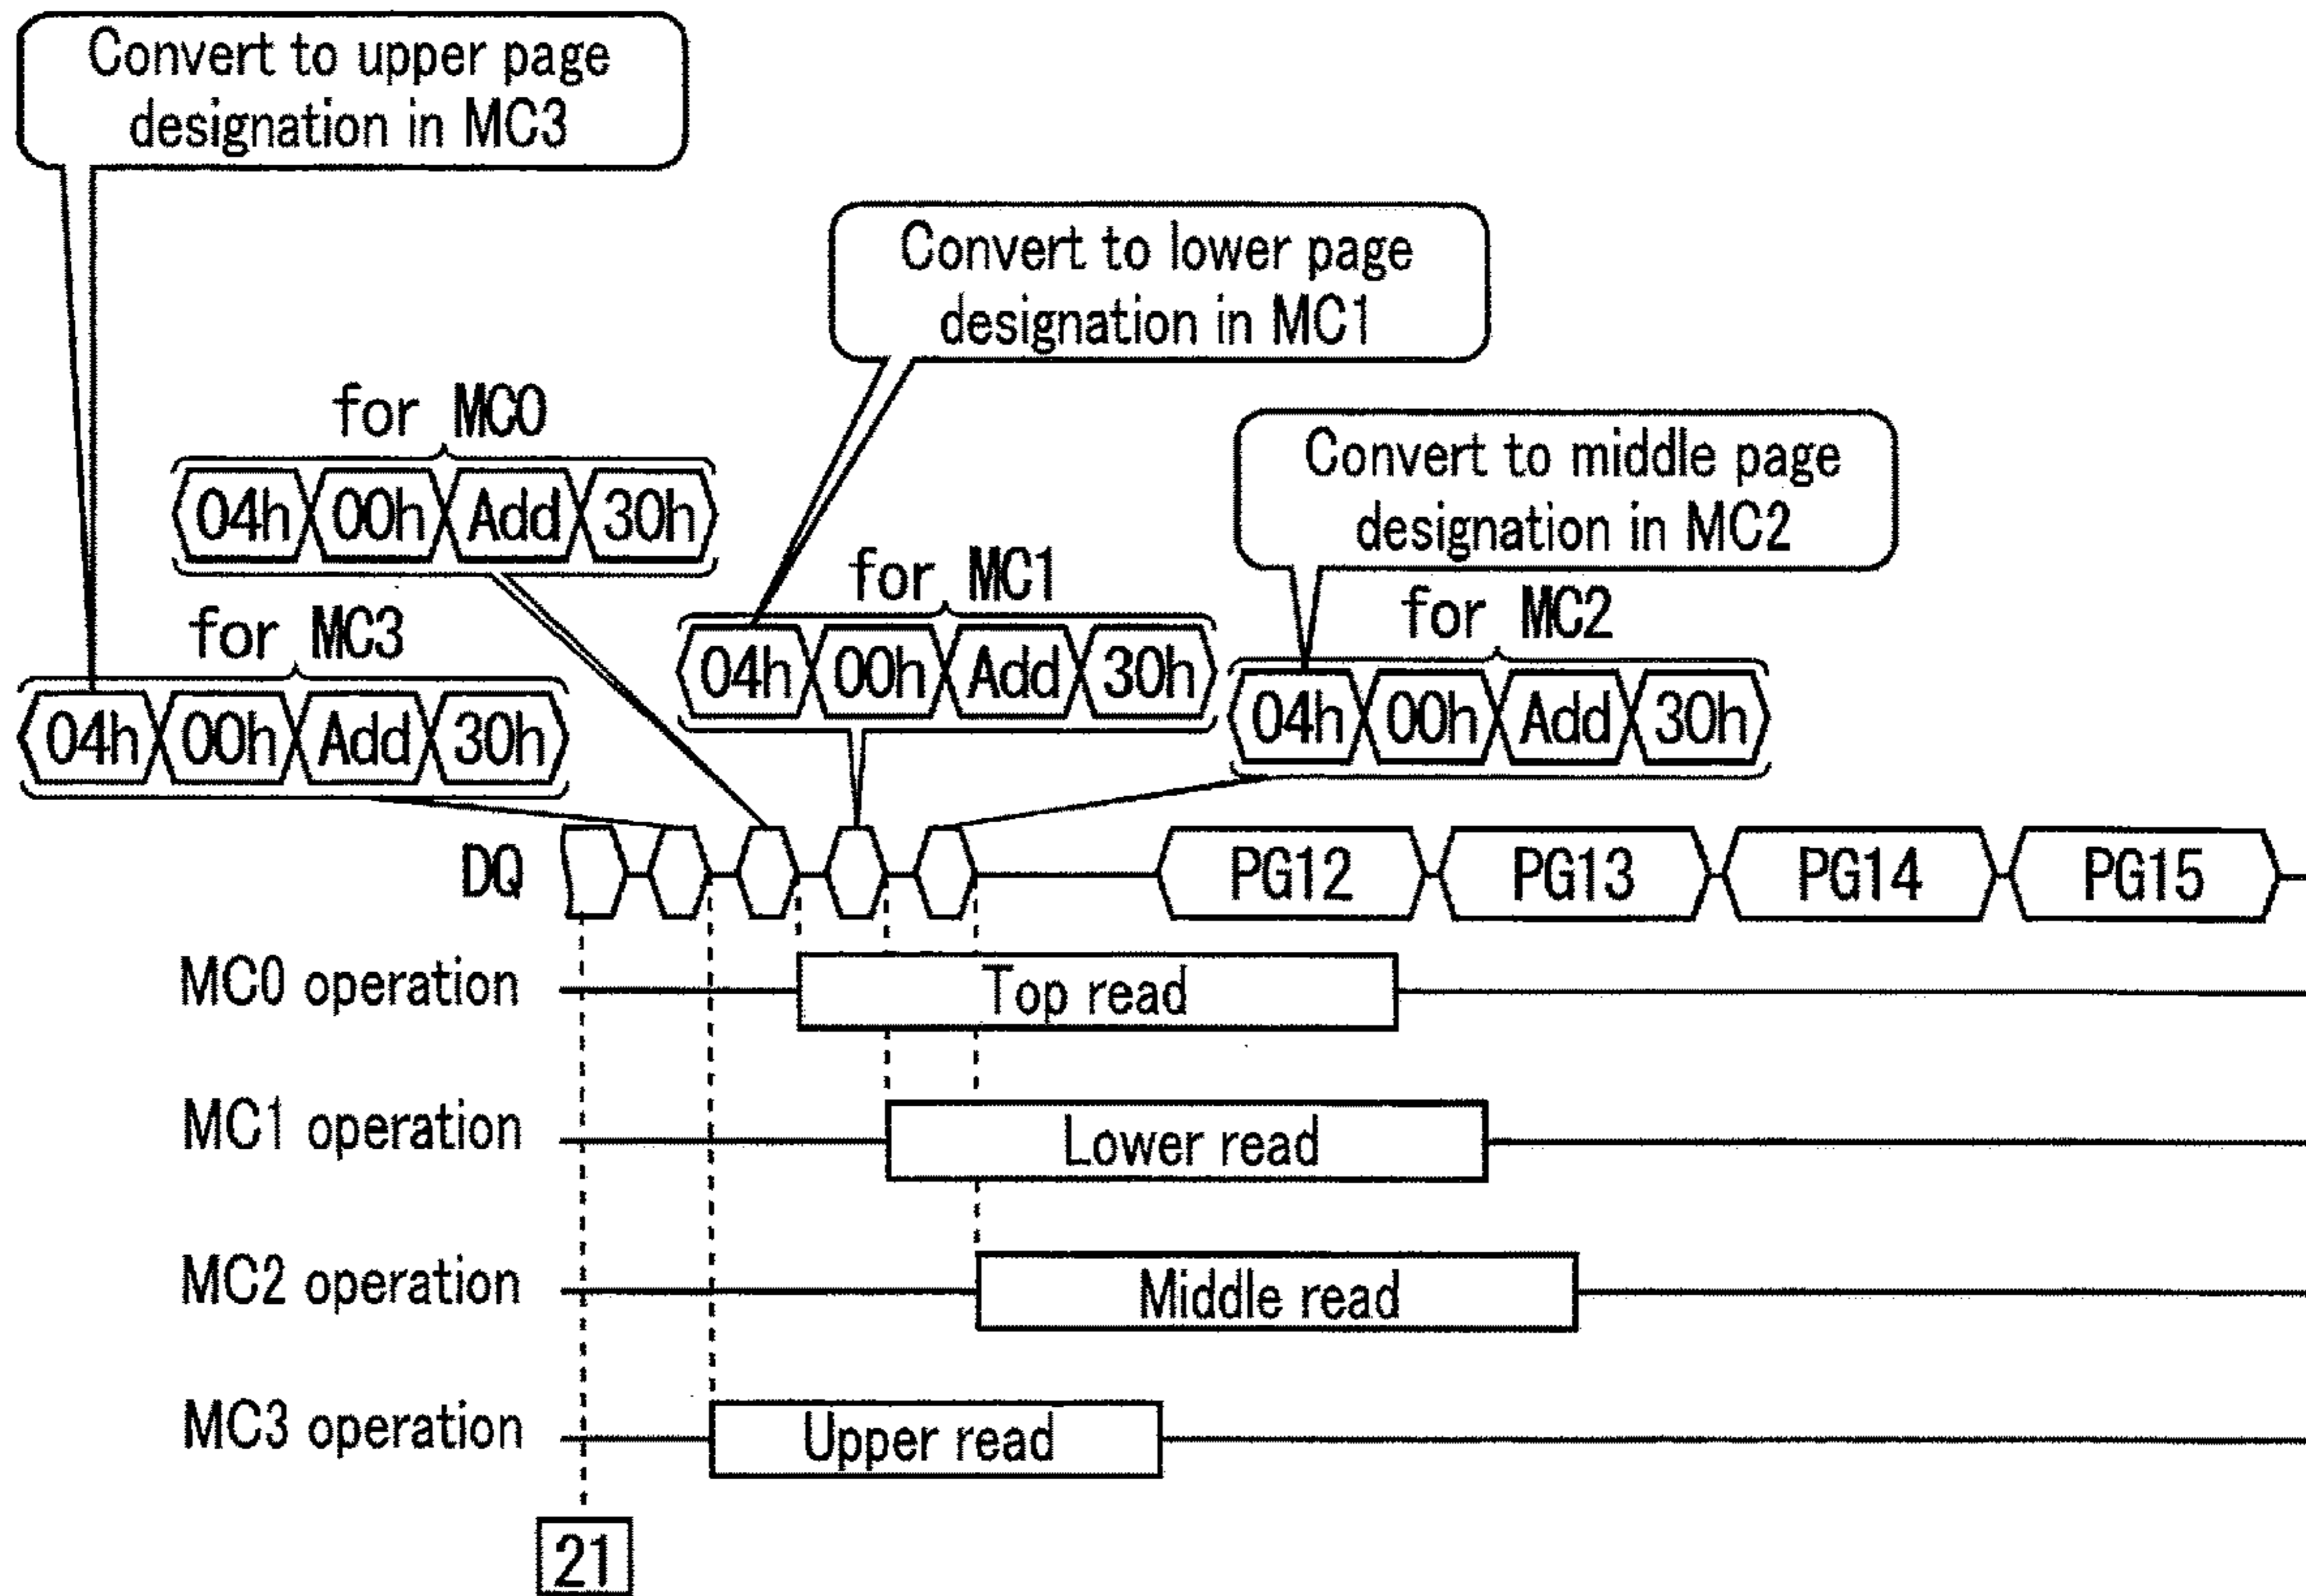 Convert to upper page
designation in MC3
Convert to lower page
designation in MC1
for MC0
04h 00h Add 30h
Convert to middle page
designation in MC2
for MC1
04h 00h Add 30h
for MC2
04h 00h Add 30h
for MC3
04h 00h Add 30h
DQ PG12 PG13 PG14 PG15
MC0 operation Top read
MC1 operation Lower read
MC2 operation Middle read
MC3 operation Upper read
21